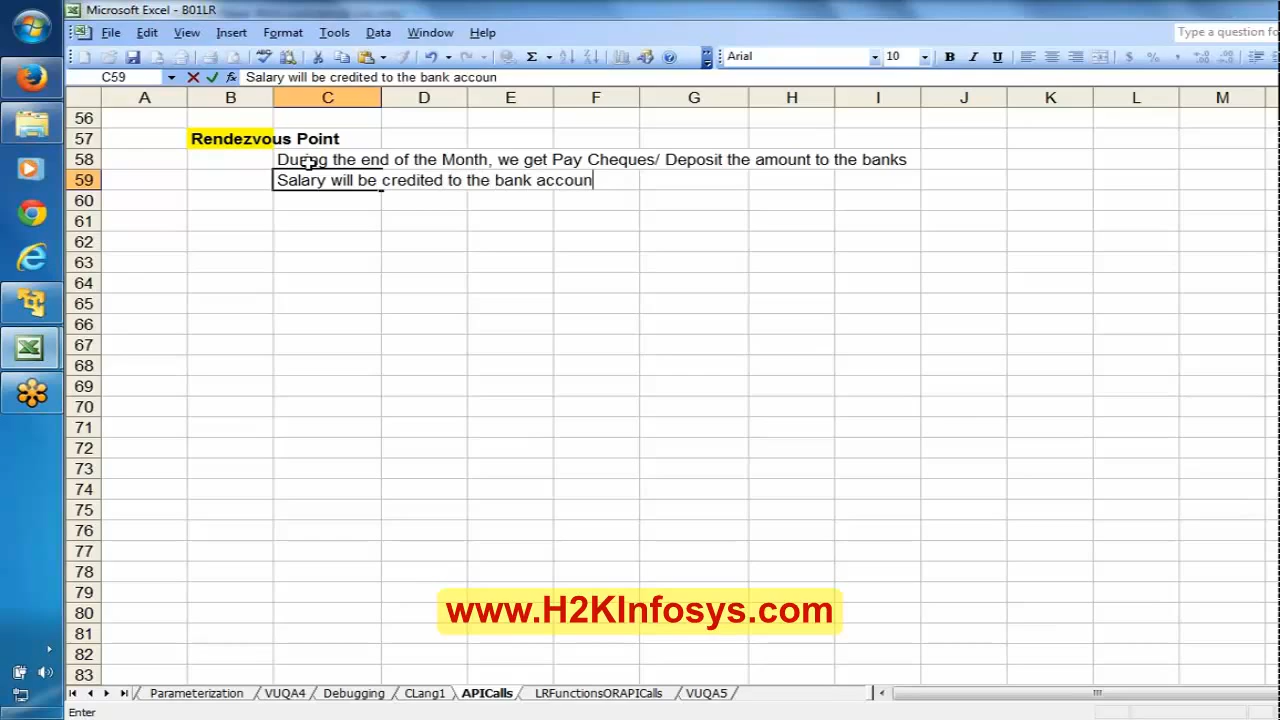 Microsoft Excel - B01LR
File Edit View Insert Format Tools Data Window Help Type a question fo
Arial 10 B I U
C59 fx Salary will be credited to the bank accoun
A B C D E F G H I J K L M
56
57 Rendezvous Point
58 During the end of the Month, we get Pay Cheques/ Deposit the amount to the banks
59 Salary will be credited to the bank accoun
60
61
62
63
64
65
66
67
68
69
70
71
72
73
74
75
76
77
78
79
80
www.H2KInfosys.com
81
82
83
Parameterization VUQA4 Debugging CLang1 APICalls LRFunctionsORAPICalls VUQA5
Enter